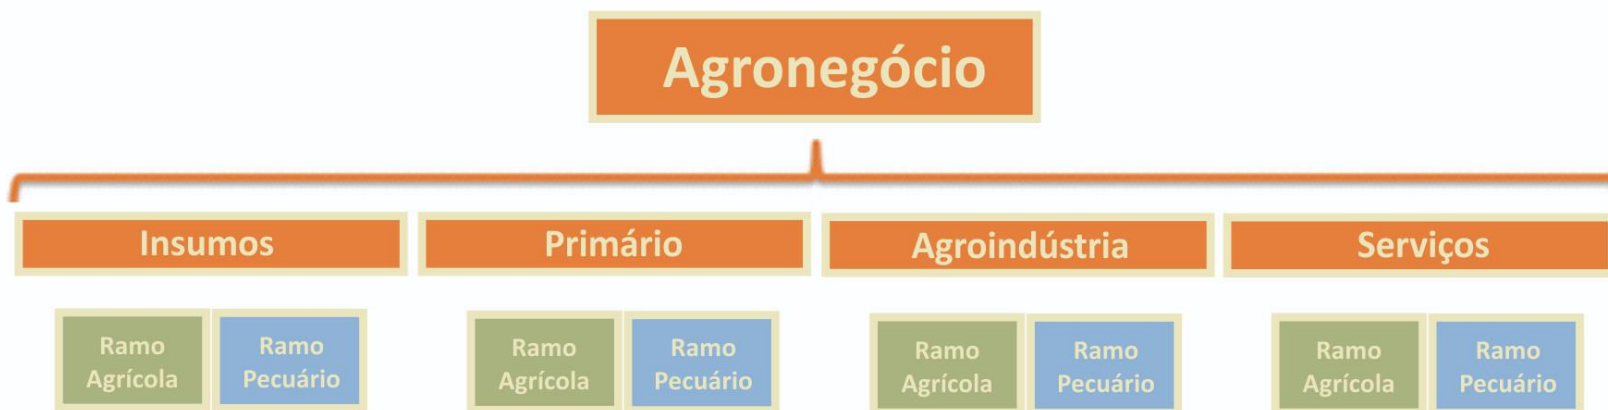 Agronegócio
Insumos
Primário
Agroindústria
Serviços
Ramo
Agrícola
Ramo
Pecuário
Ramo
Agrícola
Ramo
Pecuário
Ramo
Agrícola
Ramo
Pecuário
Ramo
Agrícola
Ramo
Pecuário